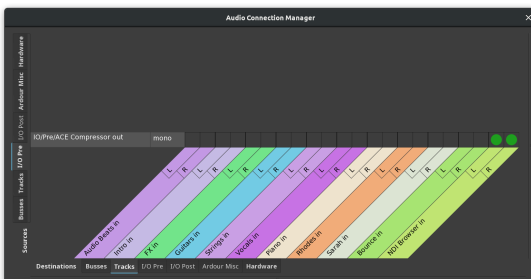 Audio Connection Manager
Hardware
Ardour Misc
I/O Post
I/O Pre
Tracks
Busses
Sources
IO/Pre/ACE Compressor out mono
L R L R L R L R L R L R L R L R L R L R L R
Audio Beats in
Intro in
FX in
Guitars in
Strings in
Vocals in
Piano in
Rhodes in
Sarah in
Bounce in
NDI Browser in
Destinations Busses Tracks I/O Pre I/O Post Ardour Misc Hardware